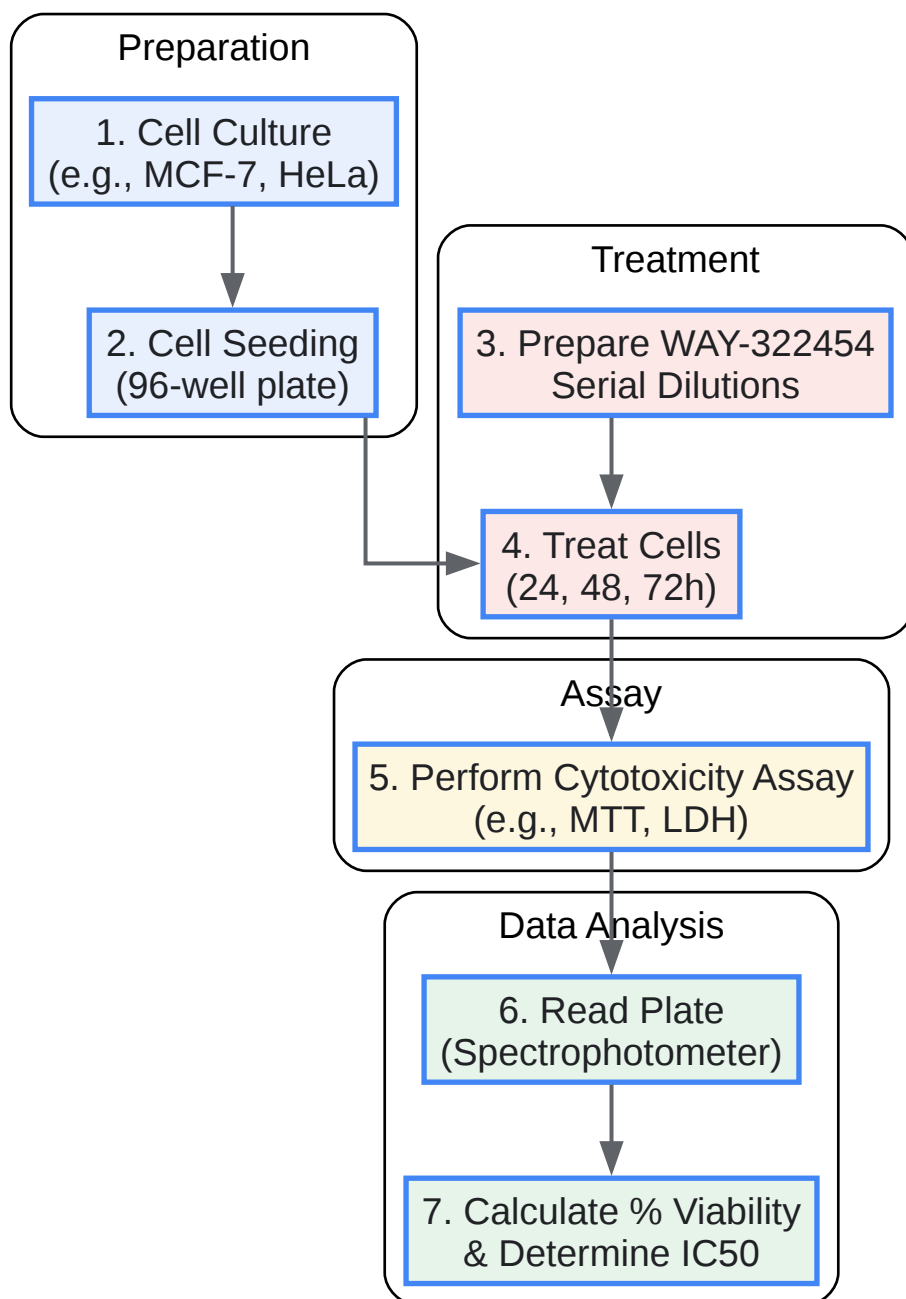 Preparation
1. Cell Culture
(e.g., MCF-7, HeLa)
2. Cell Seeding
(96-well plate)
Treatment
3. Prepare WAY-322454
Serial Dilutions
4. Treat Cells
(24, 48, 72h)
Assay
5. Perform Cytotoxicity Assay
(e.g., MTT, LDH)
Data Analysis
6. Read Plate
(Spectrophotometer)
7. Calculate % Viability
& Determine IC50